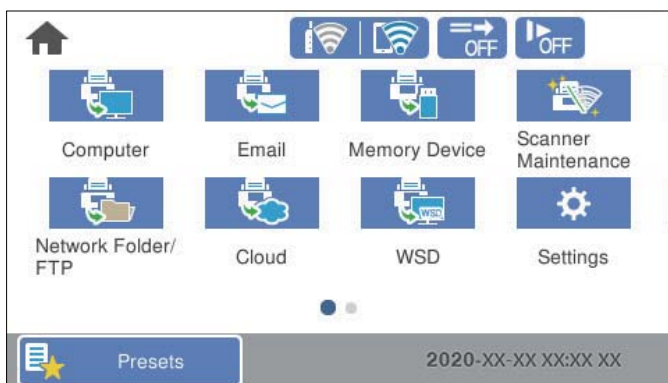 OFF
OFF
Computer
Email
Memory Device
Scanner
Maintenance
Network Folder/
FTP
Cloud
WSD
WSD
Settings
Presets
2020-XX-XX XX:XX XX